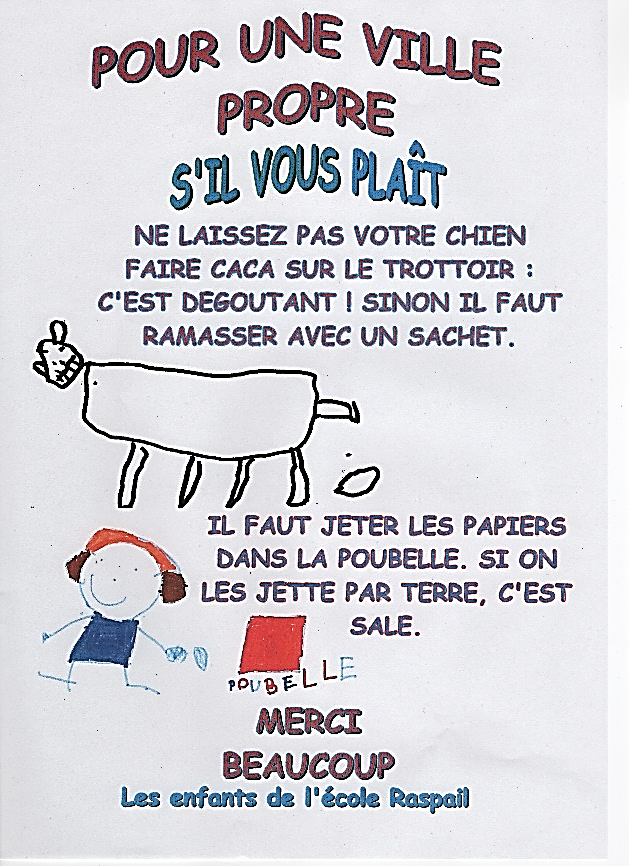 POUR UNE VILLE
PROPRE
S'IL VOUS PLAÎT
NE LAISSEZ PAS VOTRE CHIEN
FAIRE CACA SUR LE TROTTOIR :
C'EST DEGOUTANT ! SINON IL FAUT
RAMASSER AVEC UN SACHET.
IL FAUT JETER LES PAPIERS
DANS LA POUBELLE. SI ON
LES JETTE PAR TERRE, C'EST
SALE.
POUBELLE
MERCI
BEAUCOUP
Les enfants de l'école Raspail